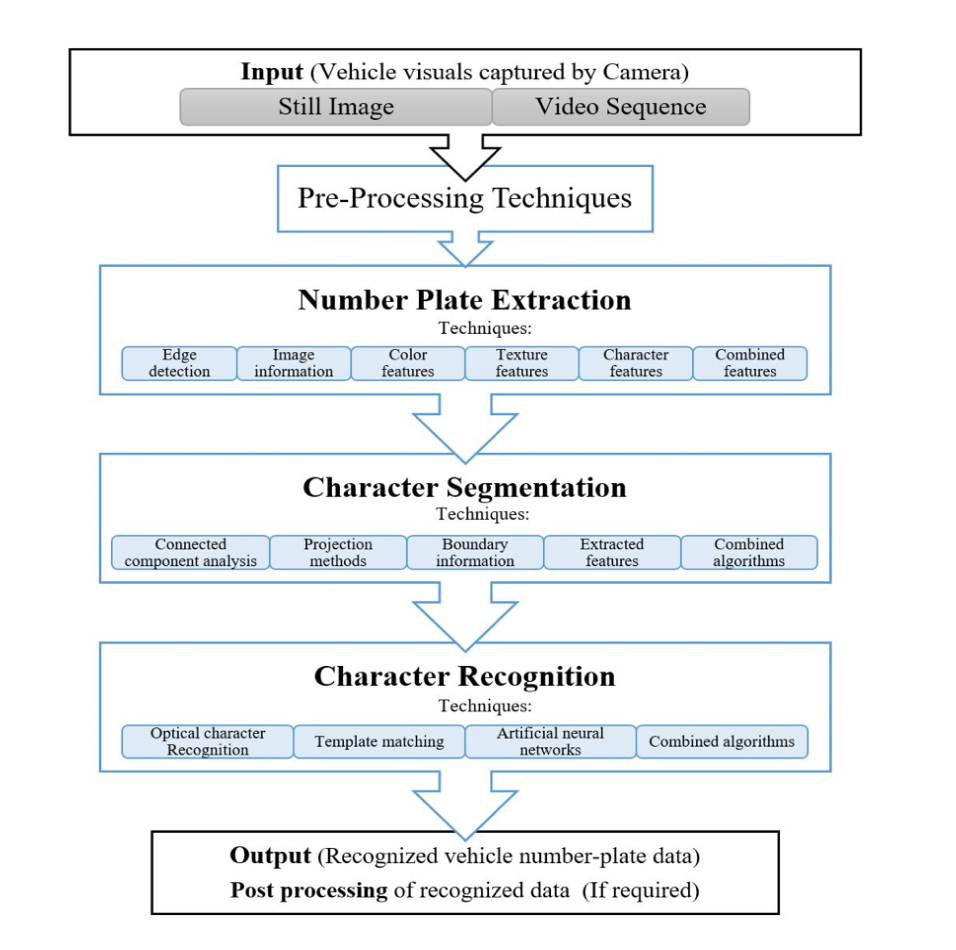 Input (Vehicle visuals captured by Camera)
Still Image
Video Sequence
Pre-Processing Techniques
Number Plate Extraction
Techniques:
Edge
detection
Image
information
Color
features
Texture
features
Character
features
Combined
features
Character Segmentation
Techniques:
Connected
component analysis
Projection
methods
Boundary
information
Extracted
features
Combined
algorithms
Character Recognition
Techniques:
Optical character
Recognition
Template matching
Artificial neural
networks
Combined algorithms
Output (Recognized vehicle number-plate data)
Post processing of recognized data (If required)